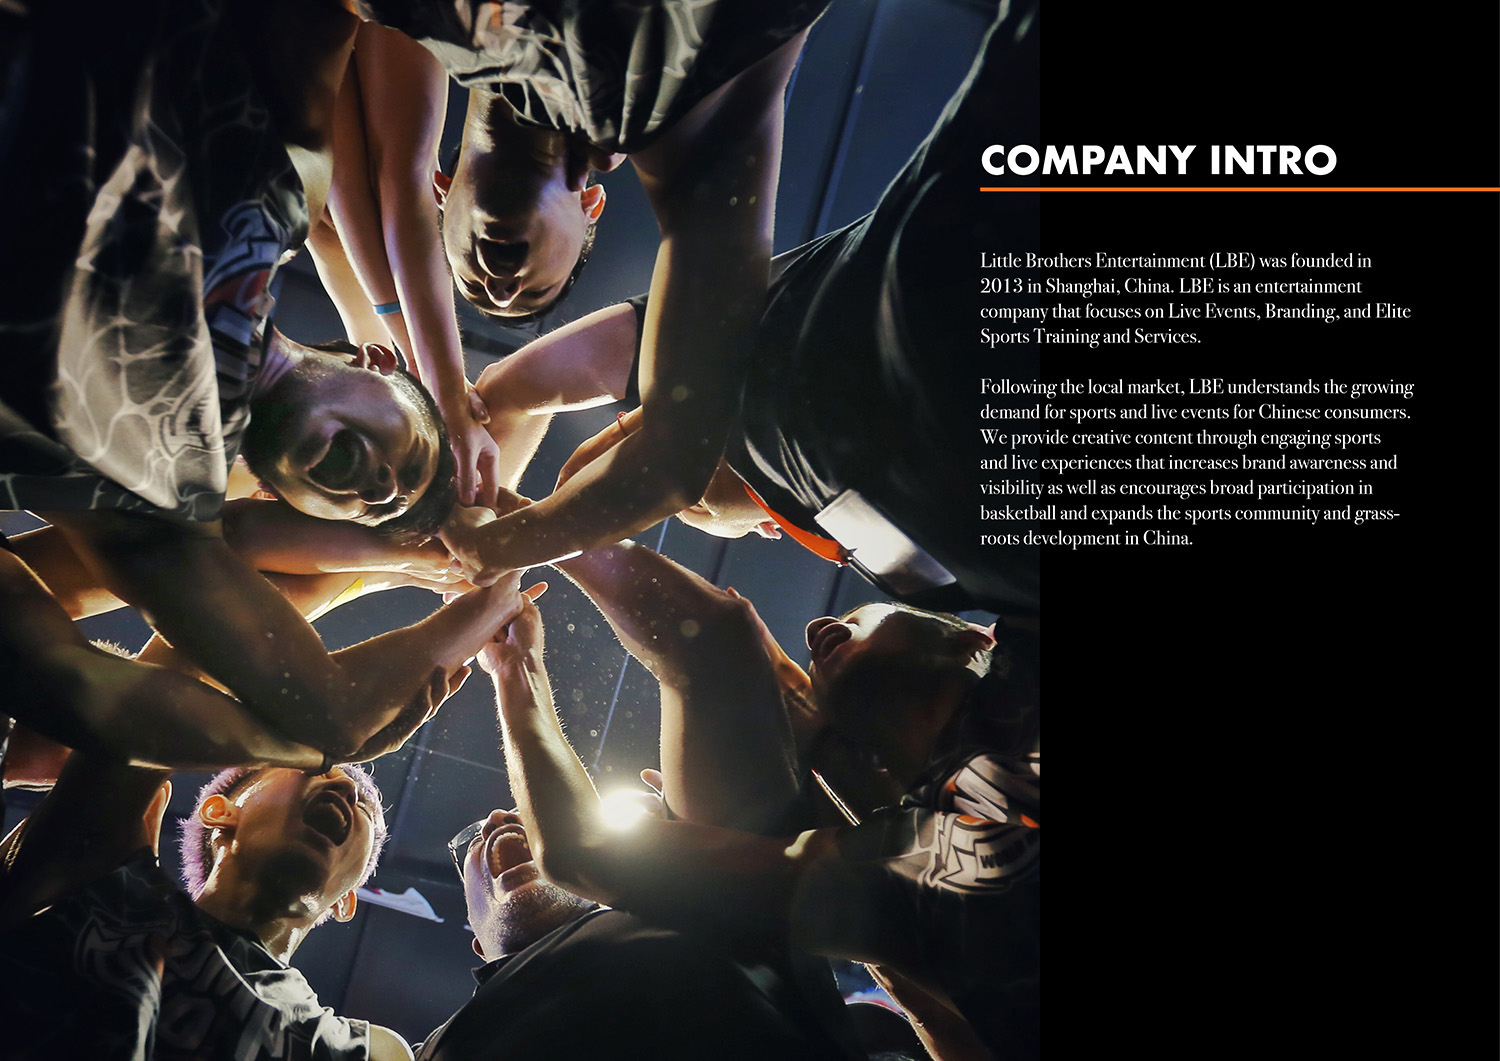 COMPANY INTRO
Little Brothers Entertainment (LBE) was founded in
2013 in Shanghai, China. LBE is an entertainment
company that focuses on Live Events, Branding, and Elite
Sports Training and Services.
Following the local market, LBE understands the growing
demand for sports and live events for Chinese consumers.
We provide creative content through engaging sports
and live experiences that increases brand awareness and
visibility as well as encourages broad participation in
basketball and expands the sports community and grass-
roots development in China.